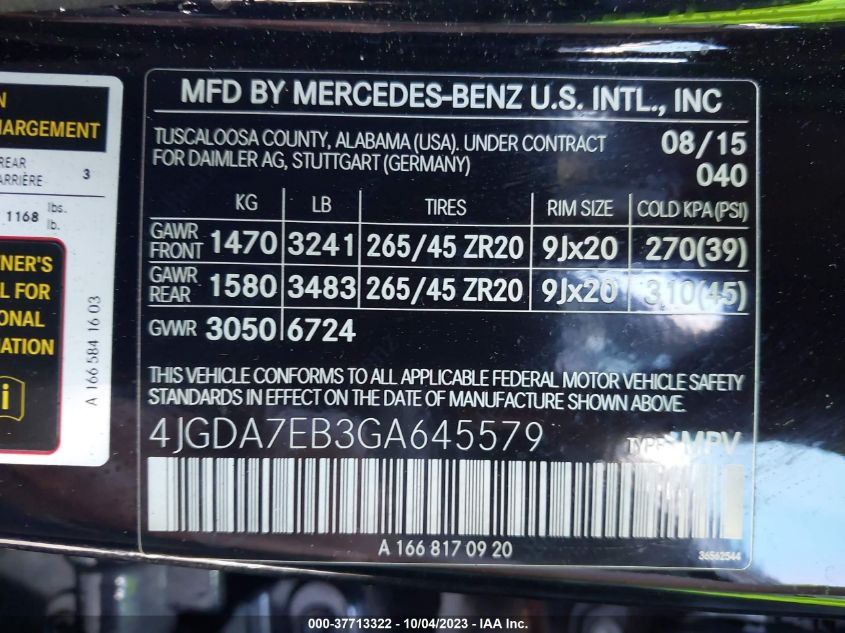 N
HARGEMENT
REAR
ARRIÈRE 3
1168 lbs.
lb.
NER'S
L FOR
ONAL
ATION
i
A 166 584 16 03
MFD BY MERCEDES-BENZ U.S. INTL., INC
TUSCALOOSA COUNTY, ALABAMA (USA). UNDER CONTRACT
FOR DAIMLER AG, STUTTGART (GERMANY)
08/15
040
KG LB TIRES RIM SIZE COLD KPA(PSI)
GAWR
FRONT 1470 3241 265/45 ZR20 9Jx20 270(39)
GAWR
REAR 1580 3483 265/45 ZR20 9Jx20 310(45)
GVWR 3050 6724
THIS VEHICLE CONFORMS TO ALL APPLICABLE FEDERAL MOTOR VEHICLE SAFETY
STANDARDS IN EFFECT ON THE DATE OF MANUFACTURE SHOWN ABOVE.
4JGDA7EB3GA645579 TYPE: MPV
A 166 817 09 20
36562544
000-37713322 - 10/04/2023 - IAA Inc.